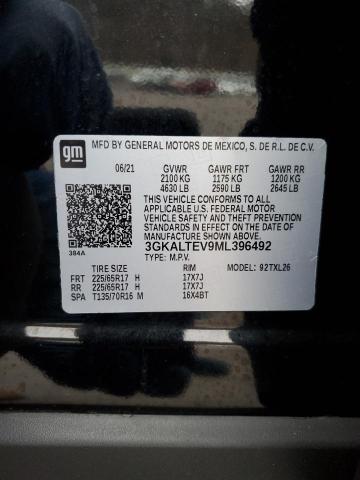 gm MFD BY GENERAL MOTORS DE MEXICO, S. DE R.L. DE C.V.
06/21 GVWR GAWR FRT GAWR RR
2100 KG 1175 KG 1200 KG
4630 LB 2590 LB 2645 LB
THIS VEHICLE CONFORMS TO ALL
APPLICABLE U.S. FEDERAL MOTOR
VEHICLE SAFETY AND THEFT PREVENTION
STANDARDS IN EFFECT ON THE DATE OF
MANUFACTURE SHOWN ABOVE.
384A 3GKALTEV9ML396492
TYPE: M.P.V. MODEL: 92TXL26
TIRE SIZE RIM
FRT 225/65R17 H 17X7J
RR 225/65R17 H 17X7J
SPA T135/70R16 M 16X4BT